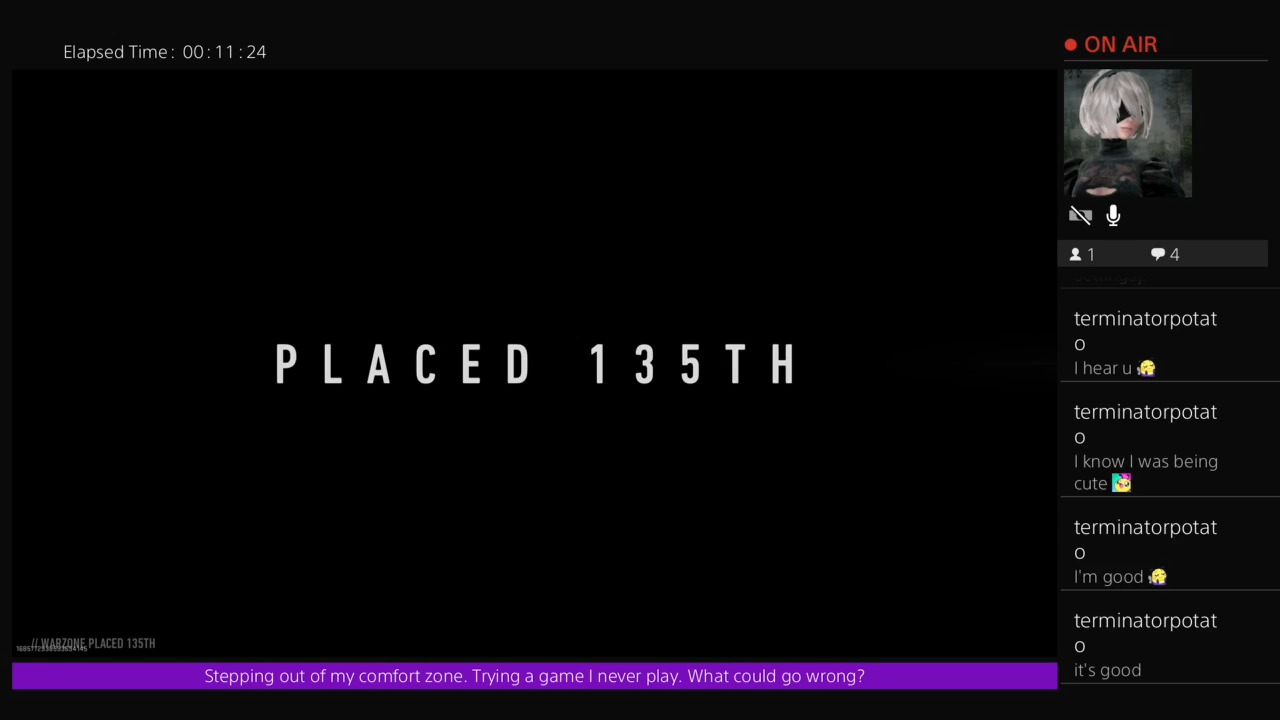 Elapsed Time: 00:11:24
ON AIR
1
4
terminatorpotat
o
I hear u
terminatorpotat
o
I know I was being
cute
terminatorpotat
o
I'm good
terminatorpotat
o
it's good
PLACED 135TH
// WARZONE PLACED 135TH
Stepping out of my comfort zone. Trying a game I never play. What could go wrong?